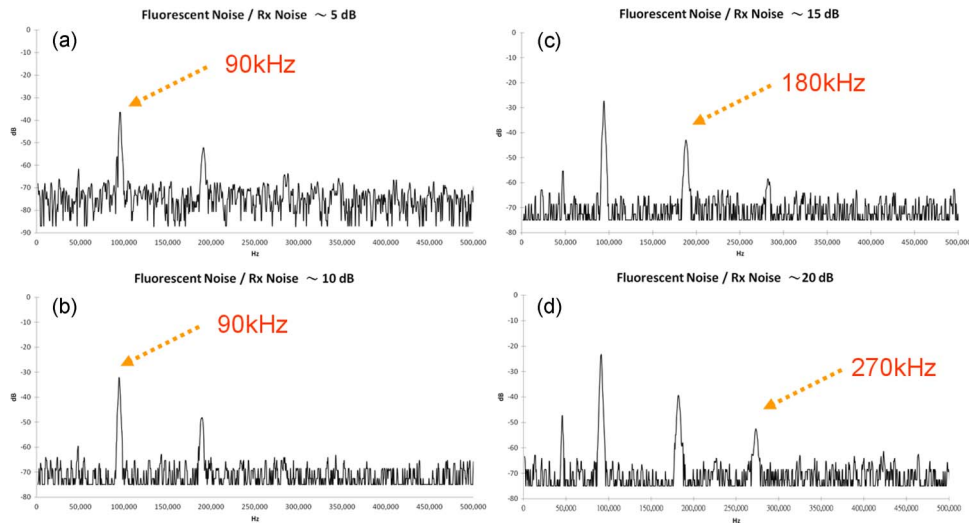 Fluorescent Noise / Rx Noise ～ 5 dB
(a)
90kHz
0
-10
-20
-30
-40
-50
-60
-70
-80
-90
dB
0 50,000 100,000 150,000 200,000 250,000 300,000 350,000 400,000 450,000 500,000
Hz
Fluorescent Noise / Rx Noise ～ 15 dB
(c)
180kHz
0
-10
-20
-30
-40
-50
-60
-70
-80
dB
0 50,000 100,000 150,000 200,000 250,000 300,000 350,000 400,000 450,000 500,000
Hz
Fluorescent Noise / Rx Noise ～ 10 dB
(b)
90kHz
0
-10
-20
-30
-40
-50
-60
-70
-80
dB
0 50,000 100,000 150,000 200,000 250,000 300,000 350,000 400,000 450,000 500,000
Hz
Fluorescent Noise / Rx Noise ～20 dB
(d)
270kHz
0
-10
-20
-30
-40
-50
-60
-70
-80
dB
0 50,000 100,000 150,000 200,000 250,000 300,000 350,000 400,000 450,000 500,000
Hz